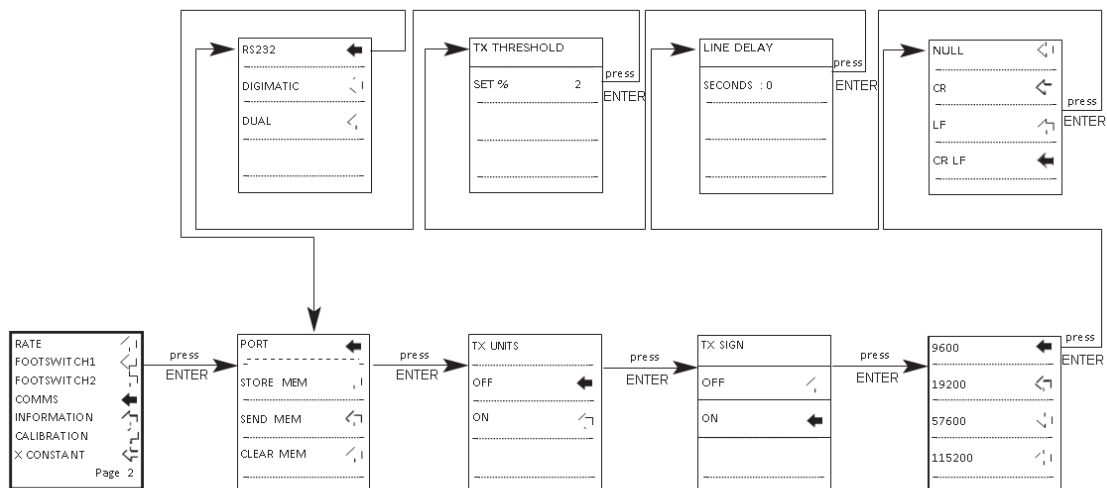 RS232
DIGIMATIC
DUAL
TX THRESHOLD
SET % 2
press
ENTER
LINE DELAY
SECONDS : 0
press
ENTER
NULL
CR
LF
CR LF
press
ENTER
RATE
FOOTSWITCH1
FOOTSWITCH2
COMMS
INFORMATION
CALIBRATION
X CONSTANT
Page 2
press
ENTER
PORT
STORE MEM
SEND MEM
CLEAR MEM
press
ENTER
TX UNITS
OFF
ON
press
ENTER
TX SIGN
OFF
ON
press
ENTER
9600
19200
57600
115200
press
ENTER